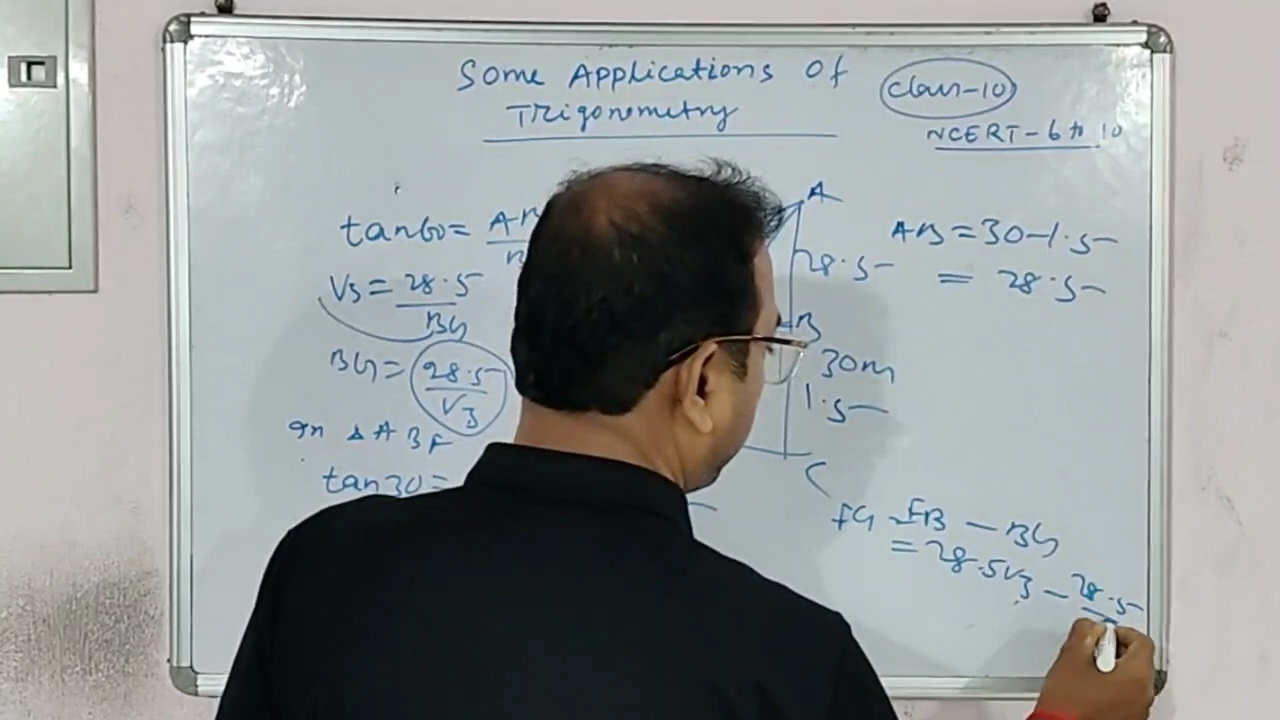 Some Applications Of
Trigonometry
Class-10
NCERT - 6 to 10
tan60 =
√3 = 28.5
BG
BG = 28.5
√3
In △ABF
tan30 =
A
28.5
B
30m
1.5
C
AB = 30-1.5
= 28.5
FG = FB - BG
= 28.5√3 - 28.5